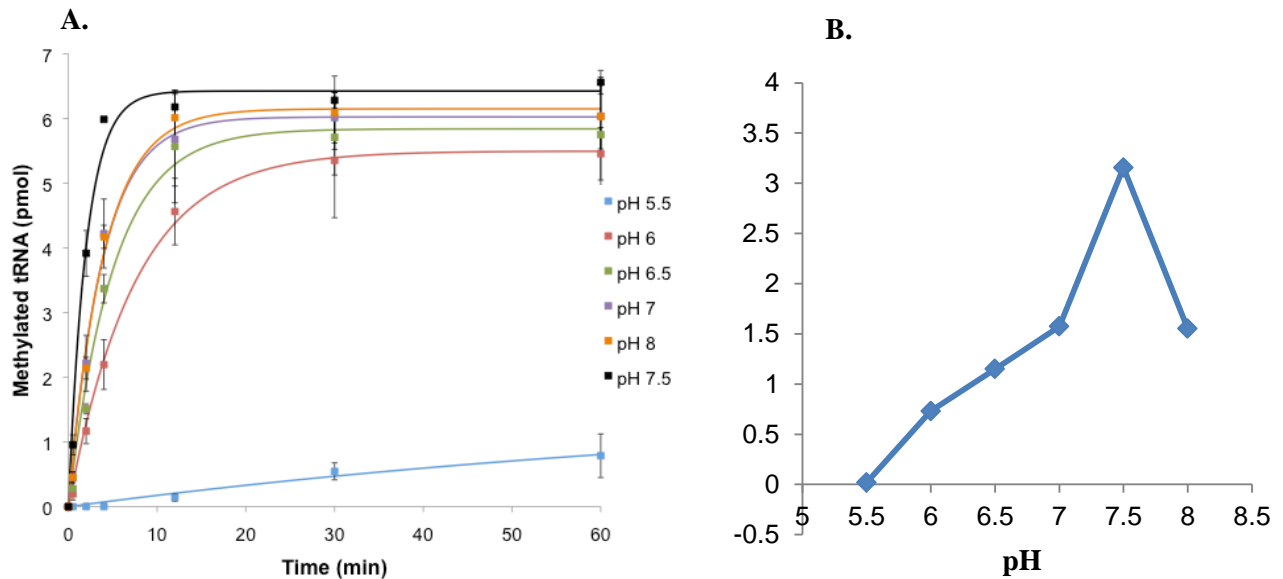 A.
7
6
5
4
3
2
1
0
0 10 20 30 40 50 60
Methylated tRNA (pmol)
Time (min)
pH 5.5
pH 6
pH 6.5
pH 7
pH 8
pH 7.5
B.
4
3.5
3
2.5
2
1.5
1
0.5
0
-0.5
5 5.5 6 6.5 7 7.5 8 8.5
pH